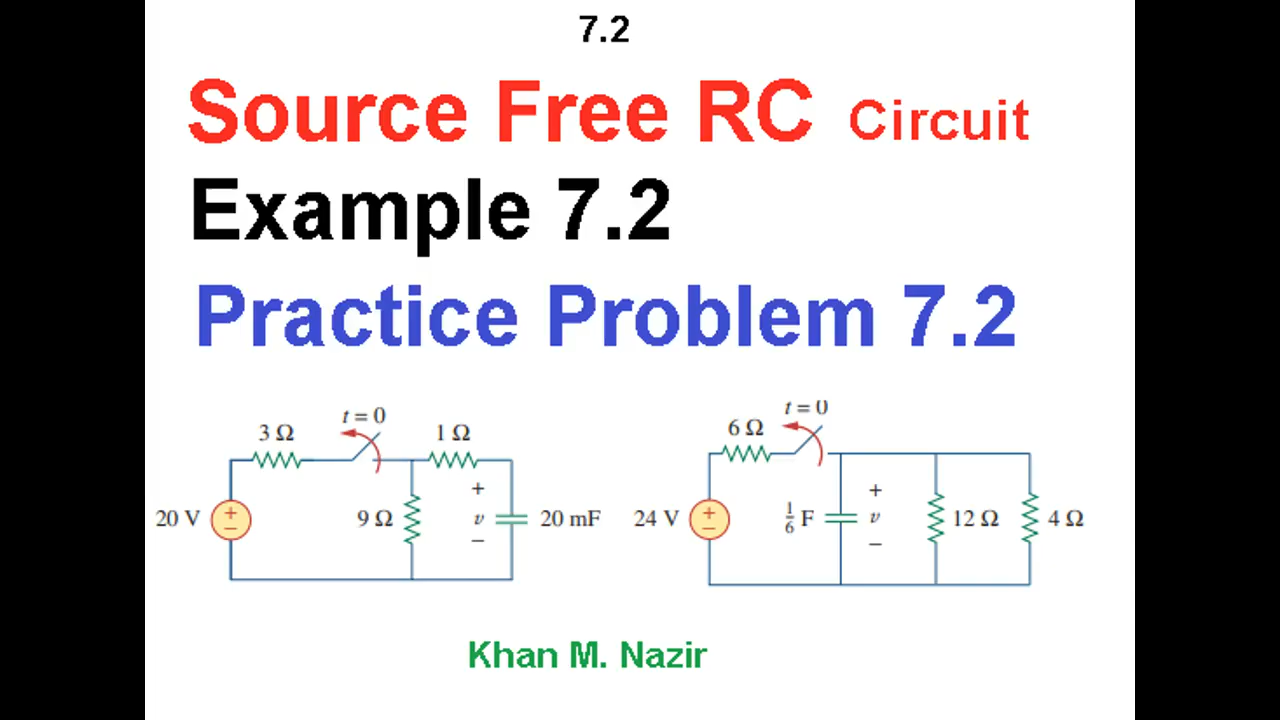 7.2
Source Free RC Circuit
Example 7.2
Practice Problem 7.2
3 Ω
t = 0
1 Ω
20 V
+
−
9 Ω
+
v
−
20 mF
6 Ω
t = 0
24 V
+
−
1/6 F
+
v
−
12 Ω
4 Ω
Khan M. Nazir